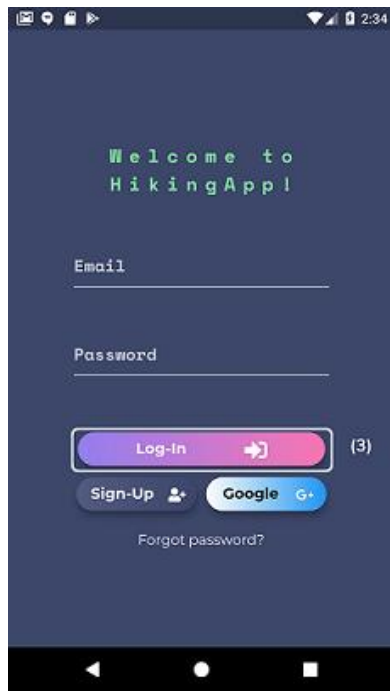 2:34
Welcome to
HikingApp!
Email
Password
Log-In
(3)
Sign-Up
Google G+
Forgot password?